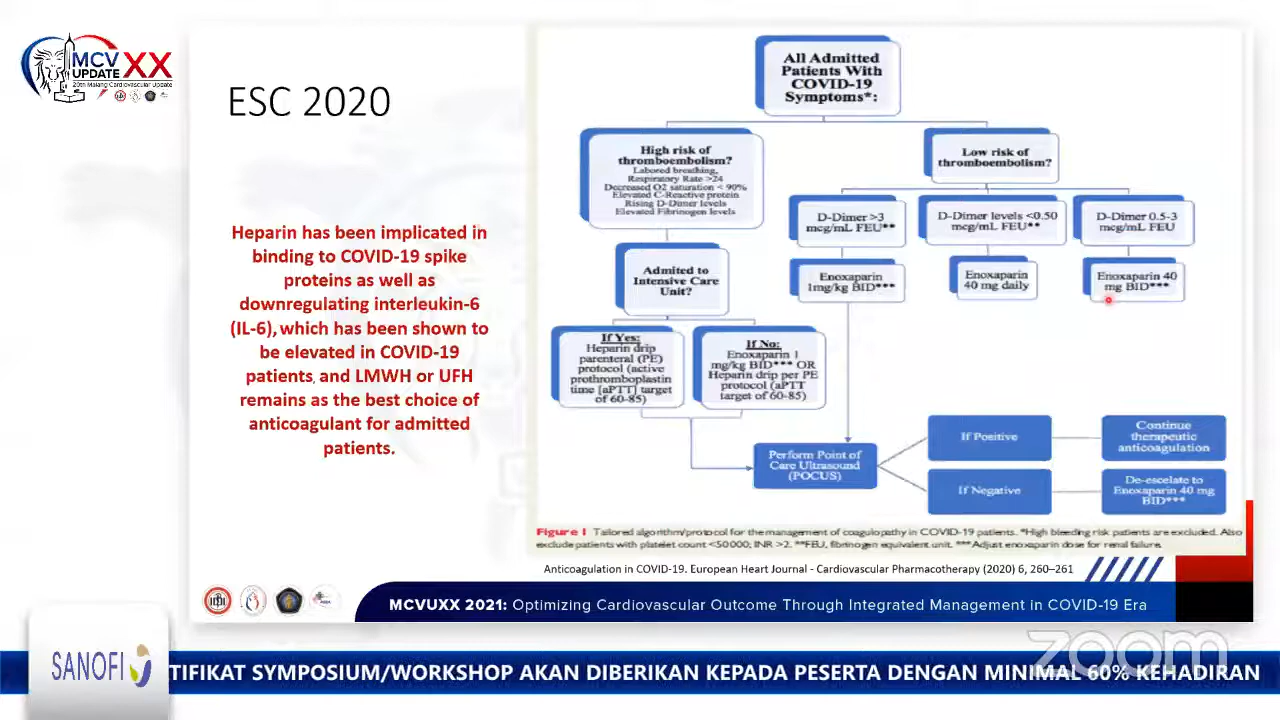 MCV
UPDATE
XX
20th Malang Cardiovascular Update
ESC 2020
Heparin has been implicated in
binding to COVID-19 spike
proteins as well as
downregulating interleukin-6
(IL-6), which has been shown to
be elevated in COVID-19
patients, and LMWH or UFH
remains as the best choice of
anticoagulant for admitted
patients.
All Admitted
Patients With
COVID-19
Symptoms*:
High risk of
thromboembolism?
Labored breathing,
Respiratory Rate >24
Decreased O2 saturation < 90%
Elevated C-Reactive protein
Rising D-Dimer levels
Elevated Fibrinogen levels
Low risk of
thromboembolism?
Admited to
Intensive Care
Unit?
D-Dimer >3
mcg/mL FEU**
D-Dimer levels <0.50
mcg/mL FEU**
D-Dimer 0.5-3
mcg/mL FEU
Enoxaparin
1mg/kg BID***
Enoxaparin
40 mg daily
Enoxaparin 40
mg BID***
If Yes:
Heparin drip
parenteral (PE)
protocol (active
prothromboplastin
time [aPTT] target
of 60-85)
If No:
Enoxaparin 1
mg/kg BID*** OR
Heparin drip per PE
protocol (aPTT
target of 60-85)
Perform Point of
Care Ultrasound
(POCUS)
If Positive
Continue
therapeutic
anticoagulation
If Negative
De-escelate to
Enoxaparin 40 mg
BID***
Figure 1 Tailored algorithm/protocol for the management of coagulopathy in COVID-19 patients. *High bleeding risk patients are excluded. Also
exclude patients with platelet count <50 000; INR >2. **FEU, fibrinogen equivalent unit. ***Adjust enoxaparin dose for renal failure.
Anticoagulation in COVID-19. European Heart Journal - Cardiovascular Pharmacotherapy (2020) 6, 260–261
MCVUXX 2021: Optimizing Cardiovascular Outcome Through Integrated Management in COVID-19 Era
zoom
SANOFI
TIFIKAT SYMPOSIUM/WORKSHOP AKAN DIBERIKAN KEPADA PESERTA DENGAN MINIMAL 60% KEHADIRAN